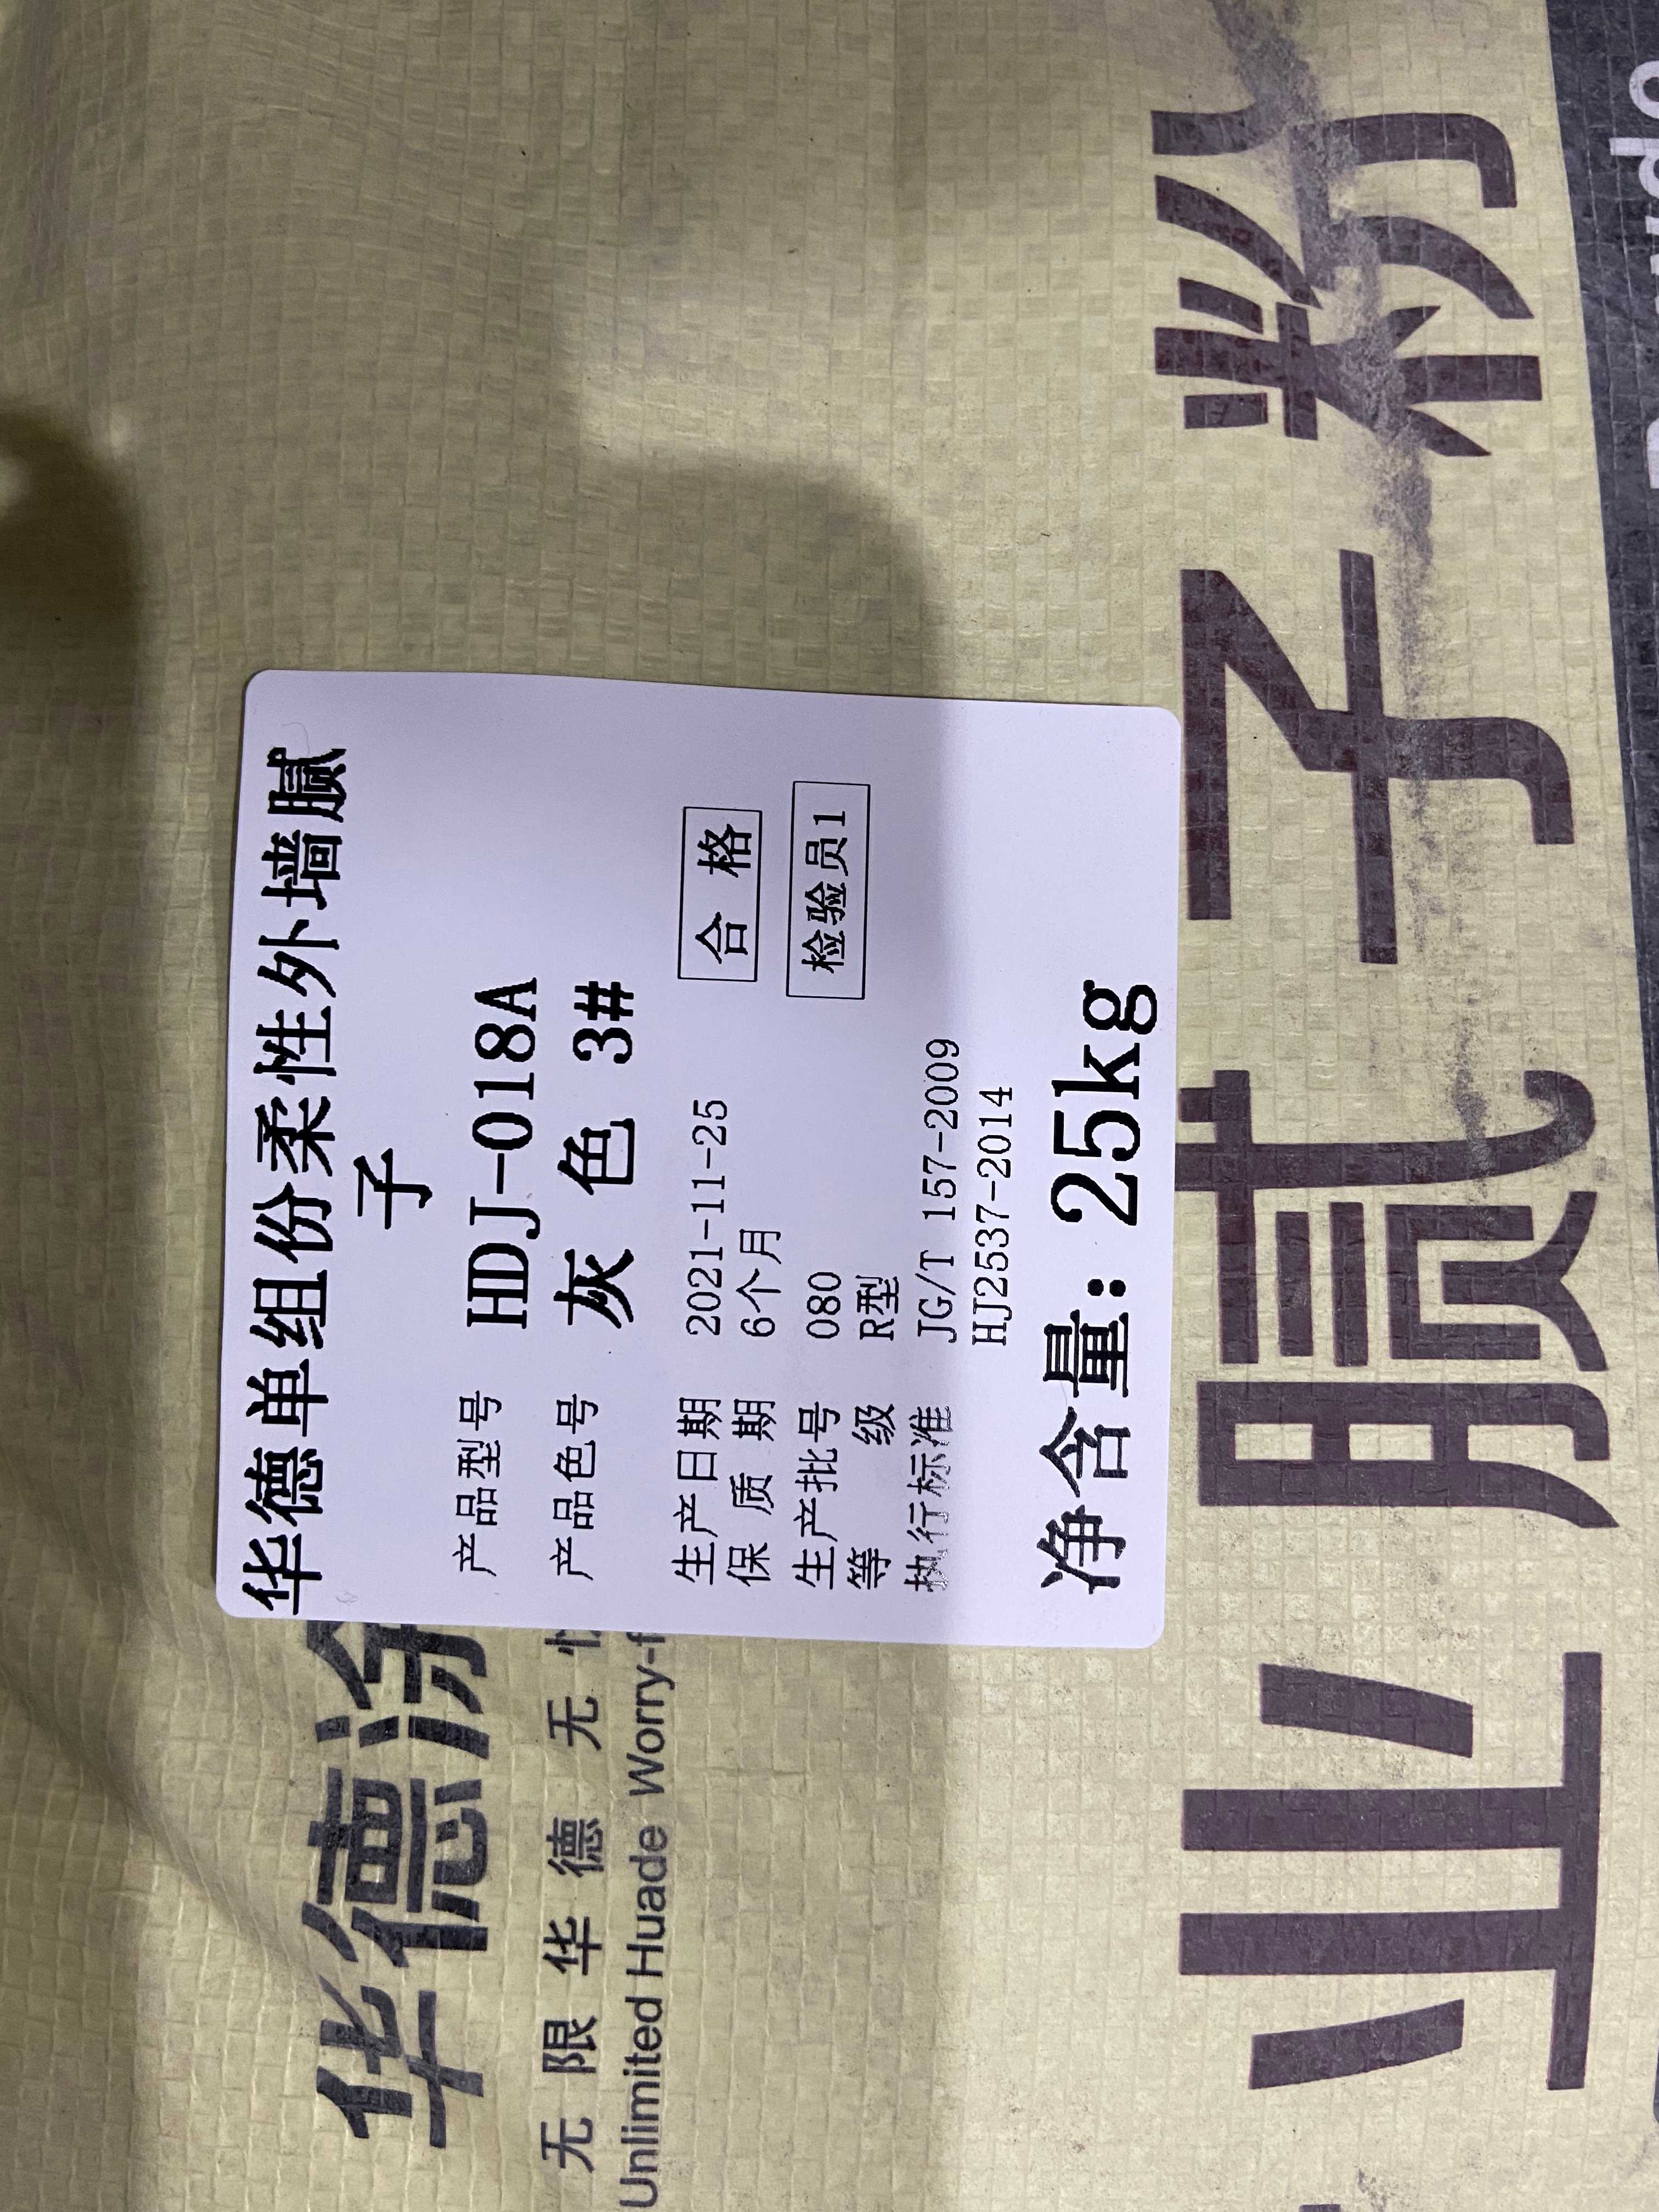 华德涂
无限华德 无
Unlimited Huade Worry-f
华德单组份柔性外墙腻
子
产品型号 HDJ-018A
产品色号 灰色 3#
生产日期 2021-11-25
保质期 6个月
合格
生产批号 080
检验员1
等级 R型
执行标准 JG/T 157-2009
HJ2537-2014
净含量：25kg
业腻子粉